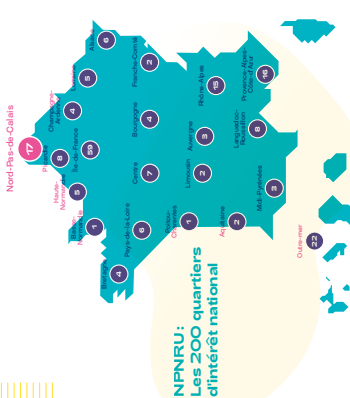 Nord-Pas-de-Calais
17
Picardie
8
Haute-
Normandie
5
Basse-
Normandie
1
Île-de-France
59
Champagne-
Ardenne
4
Lorraine
5
Alsace
6
Bretagne
4
Pays-de-la-Loire
6
Centre
7
Bourgogne
4
Franche-Comté
2
Poitou-
Charentes
1
Limousin
2
Auvergne
3
Rhône-Alpes
15
Aquitaine
2
Midi-Pyrénées
3
Languedoc-
Roussillon
8
Provence-Alpes-
Côte-d'Azur
16
Outre-mer
22
NPNRU :
Les 200 quartiers
d'intérêt national